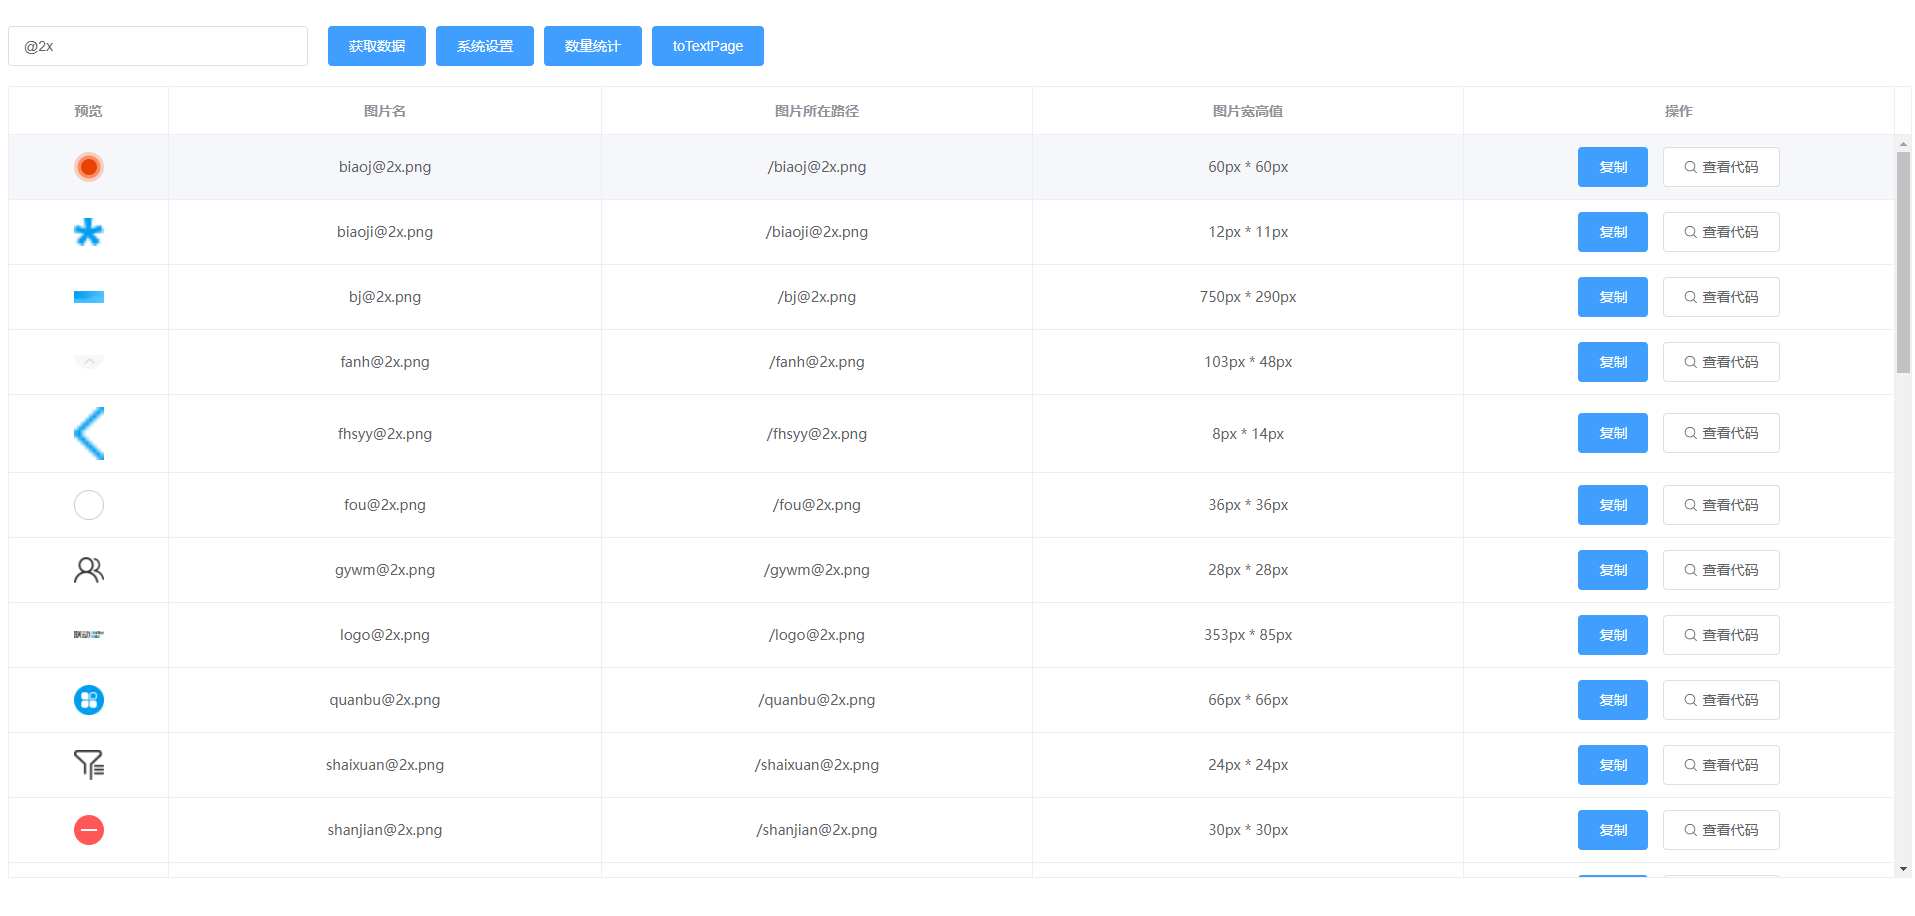 @2x 获取数据 系统设置 数量统计 toTextPage
预览 图片名 图片所在路径 图片宽高值 操作
biaoj@2x.png /biaoj@2x.png 60px * 60px 复制 查看代码
biaoji@2x.png /biaoji@2x.png 12px * 11px 复制 查看代码
bj@2x.png /bj@2x.png 750px * 290px 复制 查看代码
fanh@2x.png /fanh@2x.png 103px * 48px 复制 查看代码
fhsyy@2x.png /fhsyy@2x.png 8px * 14px 复制 查看代码
fou@2x.png /fou@2x.png 36px * 36px 复制 查看代码
gywm@2x.png /gywm@2x.png 28px * 28px 复制 查看代码
logo@2x.png /logo@2x.png 353px * 85px 复制 查看代码
quanbu@2x.png /quanbu@2x.png 66px * 66px 复制 查看代码
shaixuan@2x.png /shaixuan@2x.png 24px * 24px 复制 查看代码
shanjian@2x.png /shanjian@2x.png 30px * 30px 复制 查看代码